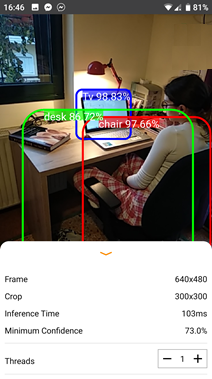 16:46
81%
Tv 98.83%
desk 86.72%
chair 97.66%
Frame 640x480
Crop 300x300
Inference Time 103ms
Minimum Confidence 73.0%
Threads − 1 +